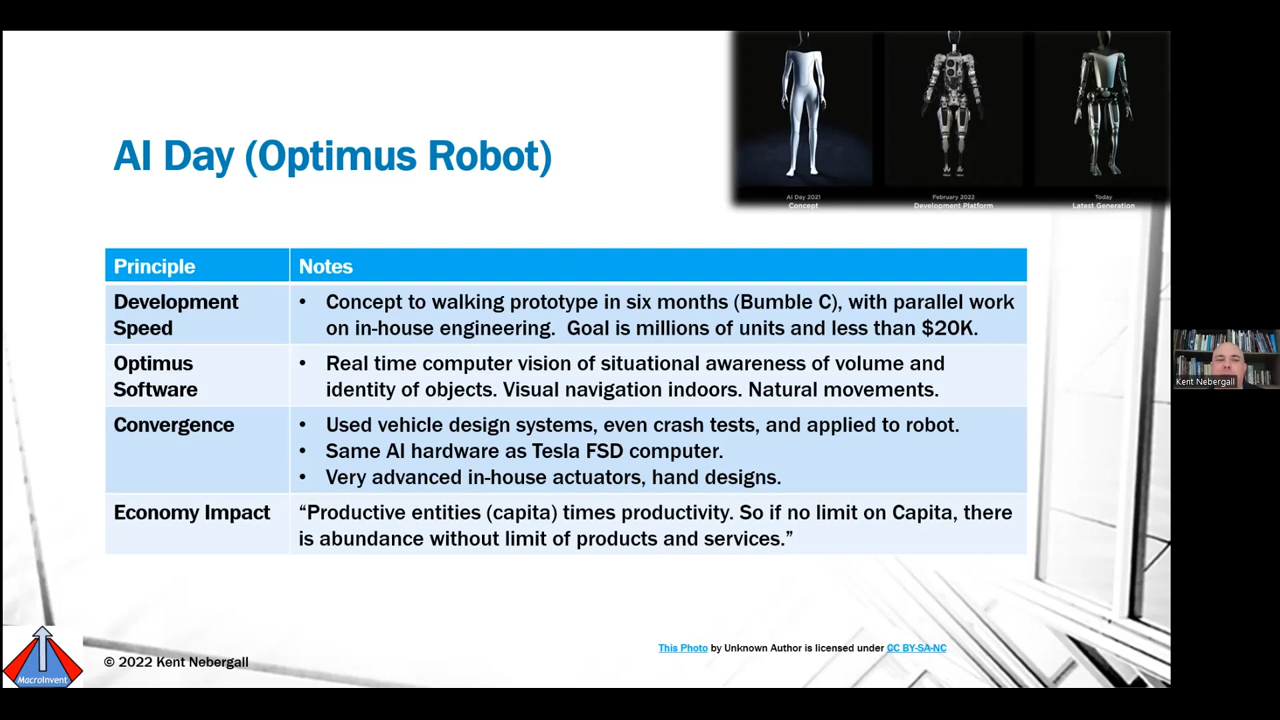 AI Day 2021
Concept
February 2022
Development Platform
Today
Latest Generation
AI Day (Optimus Robot)
Principle
Notes
Development
Speed
• Concept to walking prototype in six months (Bumble C), with parallel work
on in-house engineering. Goal is millions of units and less than $20K.
Optimus
Software
• Real time computer vision of situational awareness of volume and
identity of objects. Visual navigation indoors. Natural movements.
Convergence
• Used vehicle design systems, even crash tests, and applied to robot.
• Same AI hardware as Tesla FSD computer.
• Very advanced in-house actuators, hand designs.
Economy Impact
“Productive entities (capita) times productivity. So if no limit on Capita, there
is abundance without limit of products and services.”
Kent Nebergall
This Photo by Unknown Author is licensed under CC BY-SA-NC
© 2022 Kent Nebergall
MacroInvent